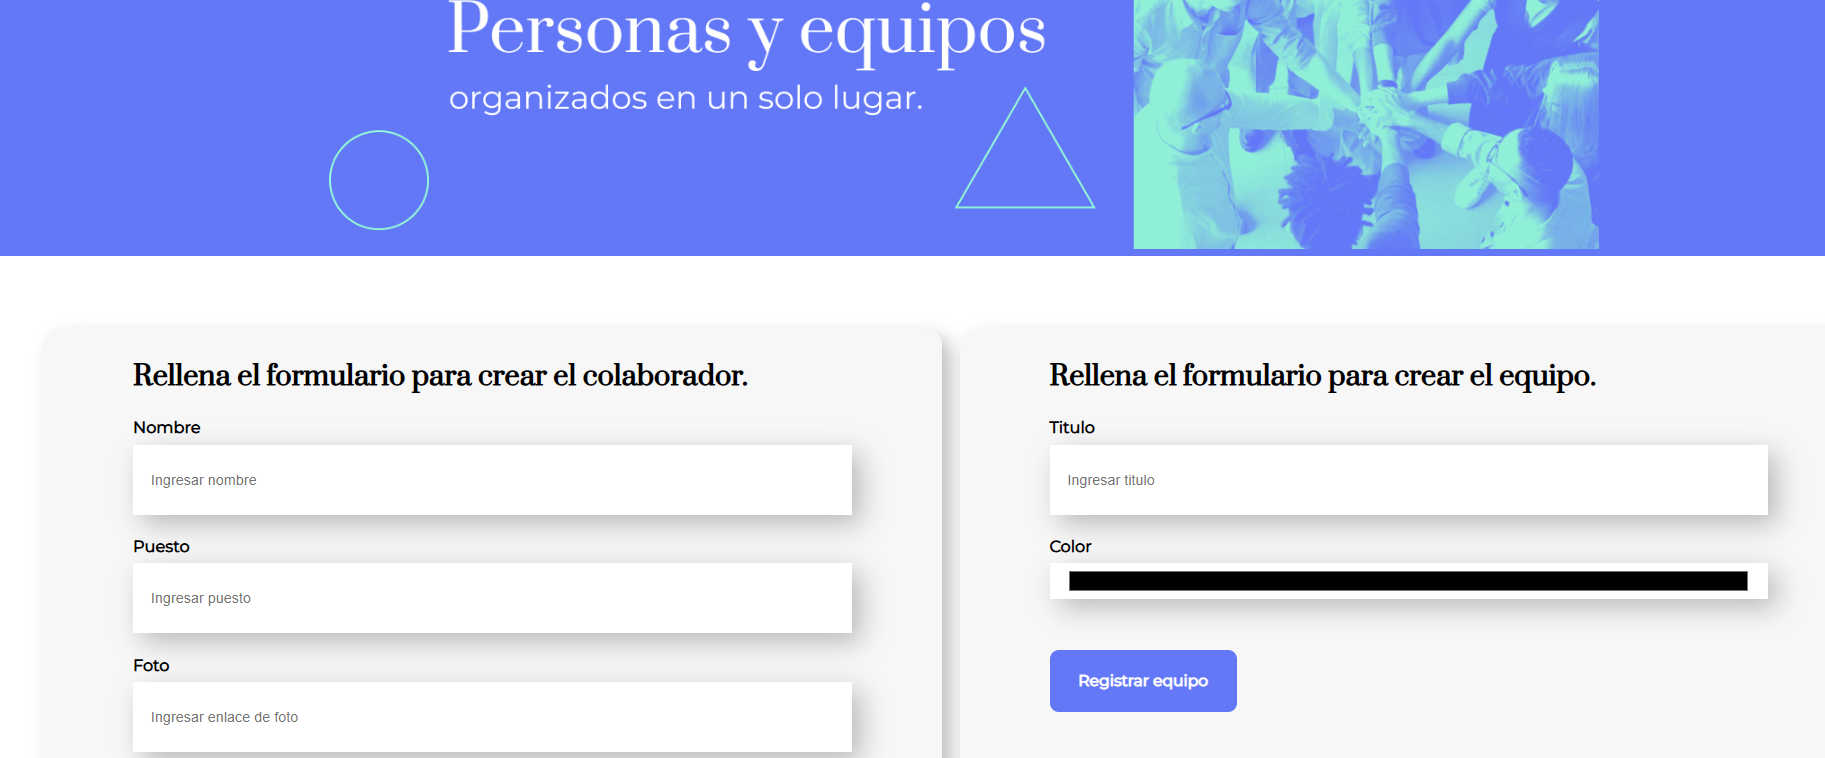 Personas y equipos
organizados en un solo lugar.
Rellena el formulario para crear el colaborador.
Nombre
Ingresar nombre
Puesto
Ingresar puesto
Foto
Ingresar enlace de foto
Rellena el formulario para crear el equipo.
Titulo
Ingresar titulo
Color
Registrar equipo